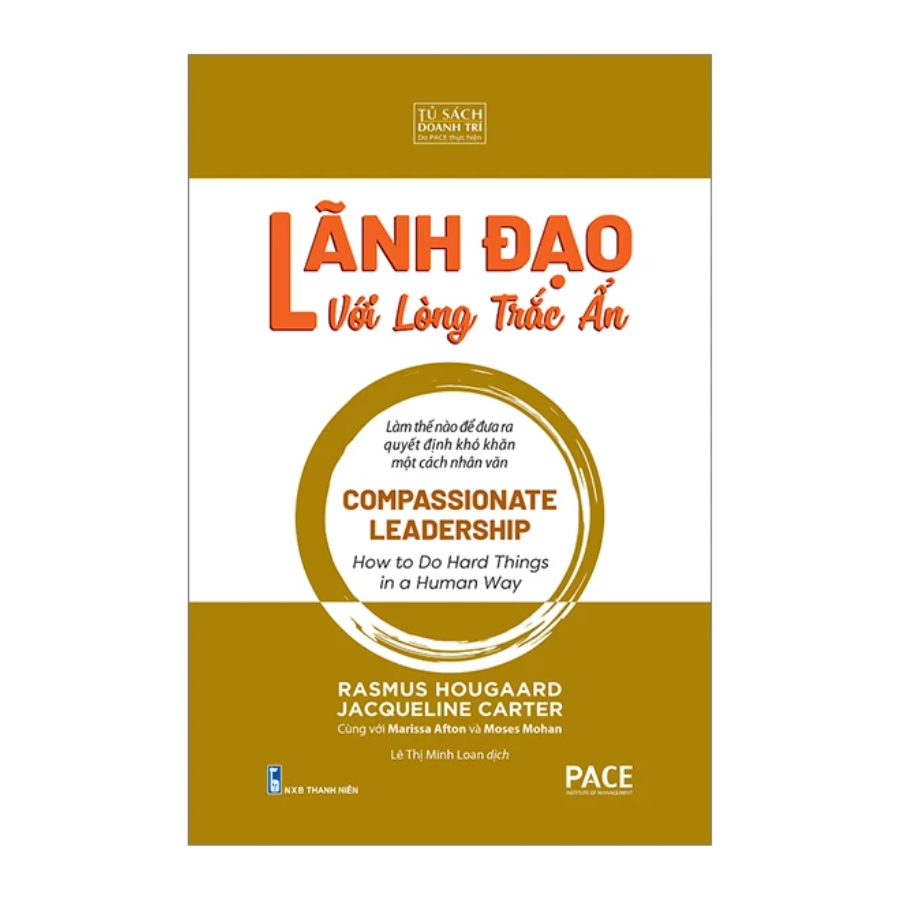 TỦ SÁCH
DOANH TRÍ
Do PACE thực hiện
LÃNH ĐẠO
Với Lòng Trắc Ẩn
Làm thế nào để đưa ra
quyết định khó khăn
một cách nhân văn
COMPASSIONATE
LEADERSHIP
How to Do Hard Things
in a Human Way
RASMUS HOUGAARD
JACQUELINE CARTER
Cùng với Marissa Afton và Moses Mohan
Lê Thị Minh Loan dịch
NXB THANH NIÊN
PACE
INSTITUTE OF MANAGEMENT